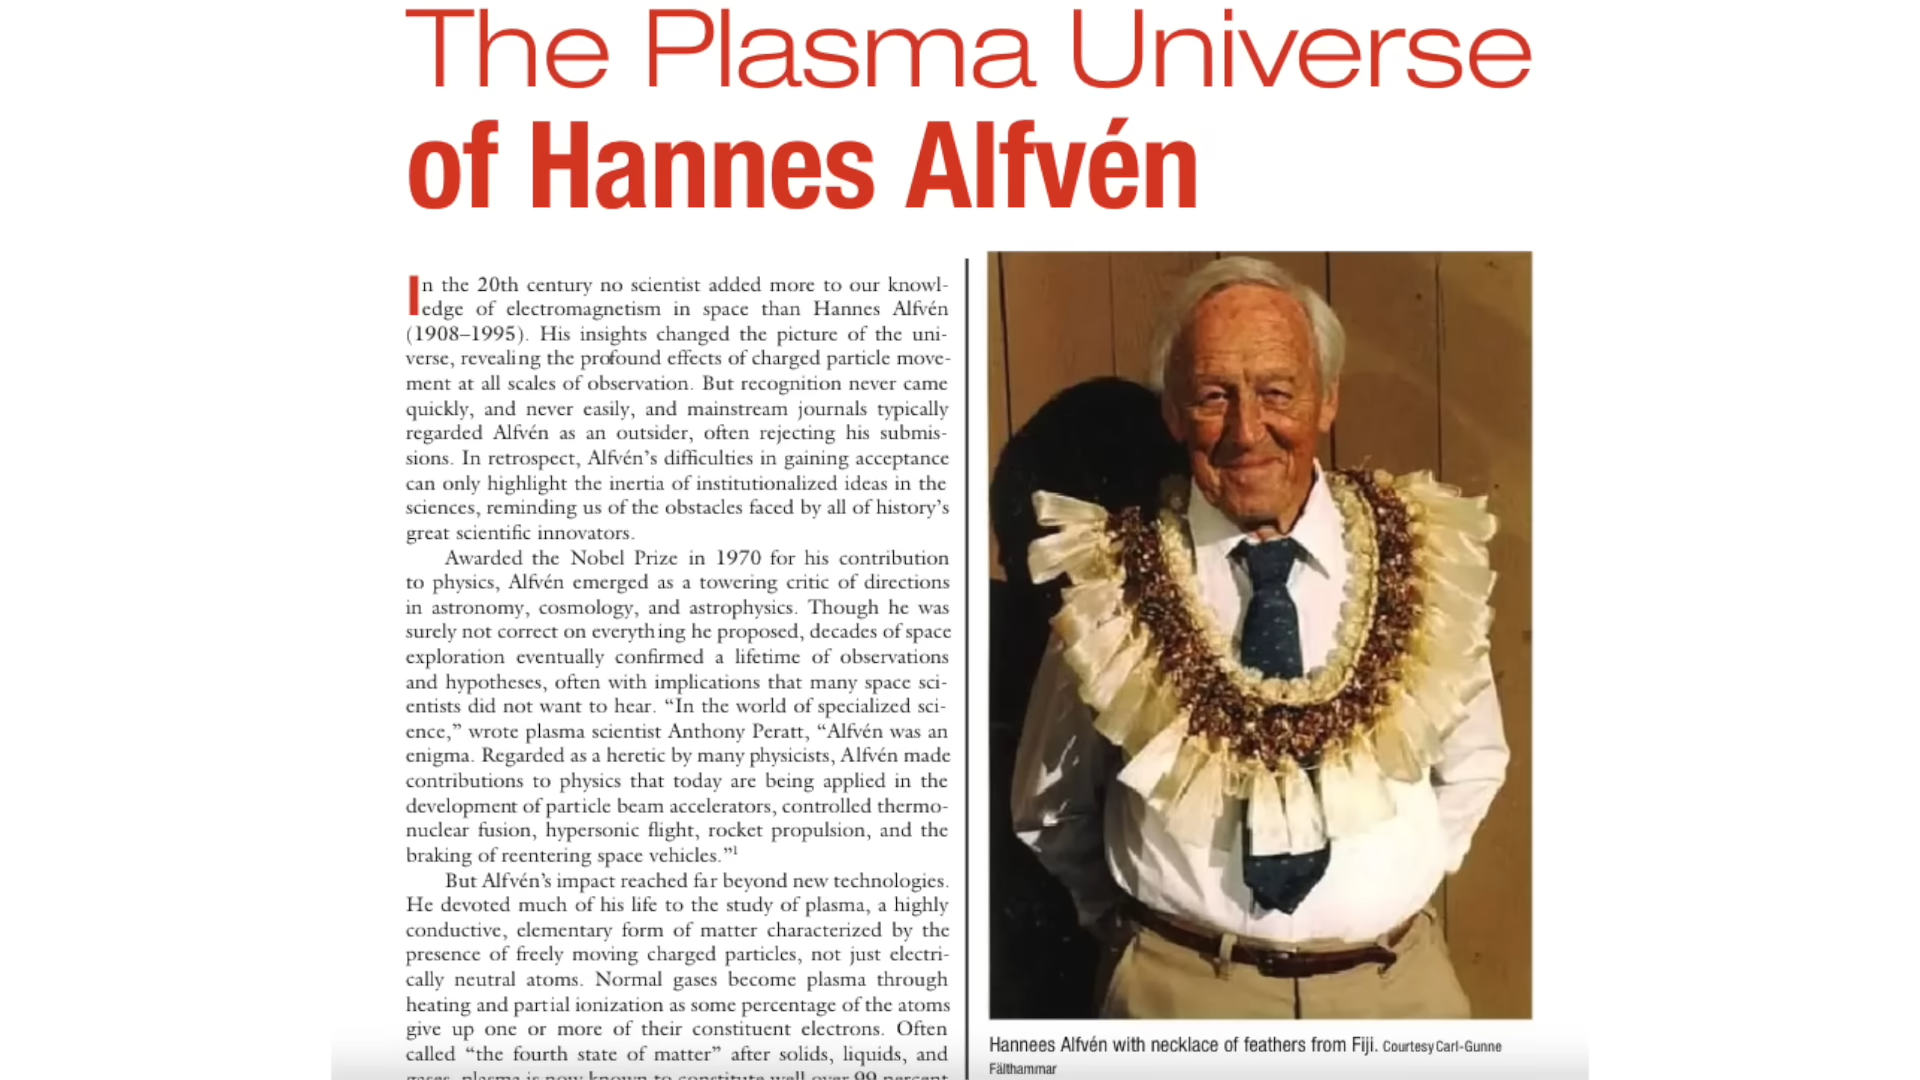 The Plasma Universe
of Hannes Alfvén
In the 20th century no scientist added more to our knowl-
edge of electromagnetism in space than Hannes Alfvén
(1908–1995). His insights changed the picture of the uni-
verse, revealing the profound effects of charged particle move-
ment at all scales of observation. But recognition never came
quickly, and never easily, and mainstream journals typically
regarded Alfvén as an outsider, often rejecting his submis-
sions. In retrospect, Alfvén’s difficulties in gaining acceptance
can only highlight the inertia of institutionalized ideas in the
sciences, reminding us of the obstacles faced by all of history’s
great scientific innovators.
Awarded the Nobel Prize in 1970 for his contribution
to physics, Alfvén emerged as a towering critic of directions
in astronomy, cosmology, and astrophysics. Though he was
surely not correct on everything he proposed, decades of space
exploration eventually confirmed a lifetime of observations
and hypotheses, often with implications that many space sci-
entists did not want to hear. “In the world of specialized sci-
ence,” wrote plasma scientist Anthony Peratt, “Alfvén was an
enigma. Regarded as a heretic by many physicists, Alfvén made
contributions to physics that today are being applied in the
development of particle beam accelerators, controlled thermo-
nuclear fusion, hypersonic flight, rocket propulsion, and the
braking of reentering space vehicles.”1
But Alfvén’s impact reached far beyond new technologies.
He devoted much of his life to the study of plasma, a highly
conductive, elementary form of matter characterized by the
presence of freely moving charged particles, not just electri-
cally neutral atoms. Normal gases become plasma through
heating and partial ionization as some percentage of the atoms
give up one or more of their constituent electrons. Often
called “the fourth state of matter” after solids, liquids, and
gases, plasma is now known to constitute well over 99 percent
Hannees Alfvén with necklace of feathers from Fiji. Courtesy Carl-Gunne
Fälthammar